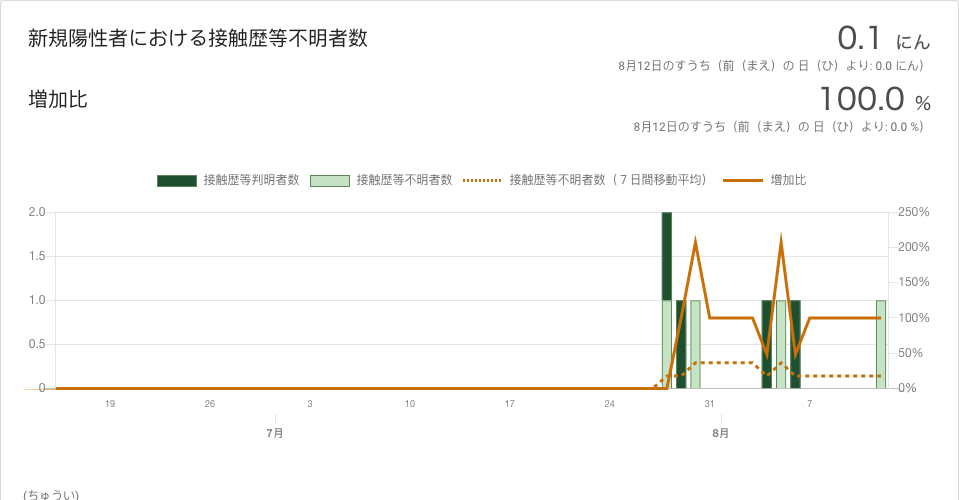 新規陽性者における接触歴等不明者数
0.1 にん
8月12日のすうち（前（まえ）の 日（ひ）より: 0.0 にん）
増加比
100.0 %
8月12日のすうち（前（まえ）の 日（ひ）より: 0.0 %）
接触歴等判明者数 接触歴等不明者数 接触歴等不明者数（７日間移動平均） 増加比
2.0 250%
200%
1.5
150%
1.0 100%
0.5 50%
0 0%
19 26 3 10 17 24 31 7
7月 8月
(ちゅうい)